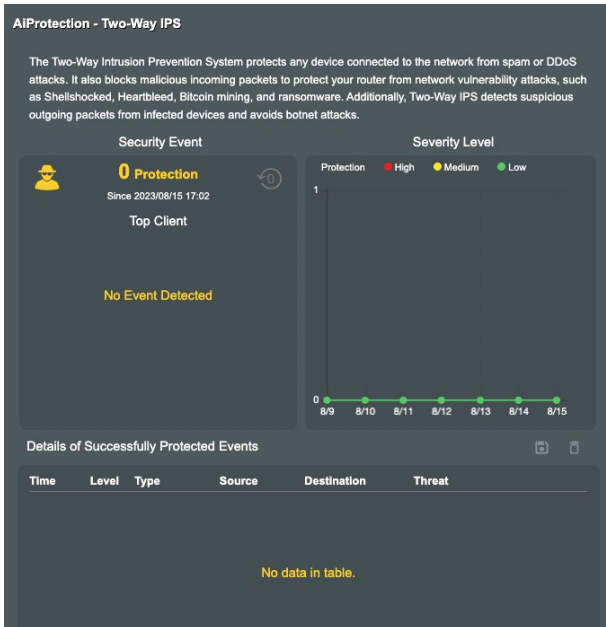 AiProtection - Two-Way IPS
The Two-Way Intrusion Prevention System protects any device connected to the network from spam or DDoS
attacks. It also blocks malicious incoming packets to protect your router from network vulnerability attacks, such
as Shellshocked, Heartbleed, Bitcoin mining, and ransomware. Additionally, Two-Way IPS detects suspicious
outgoing packets from infected devices and avoids botnet attacks.
Security Event
0 Protection
0
Since 2023/08/15 17:02
Top Client
No Event Detected
Severity Level
Protection High Medium Low
1
0
8/9 8/10 8/11 8/12 8/13 8/14 8/15
Details of Successfully Protected Events
Time Level Type Source Destination Threat
No data in table.